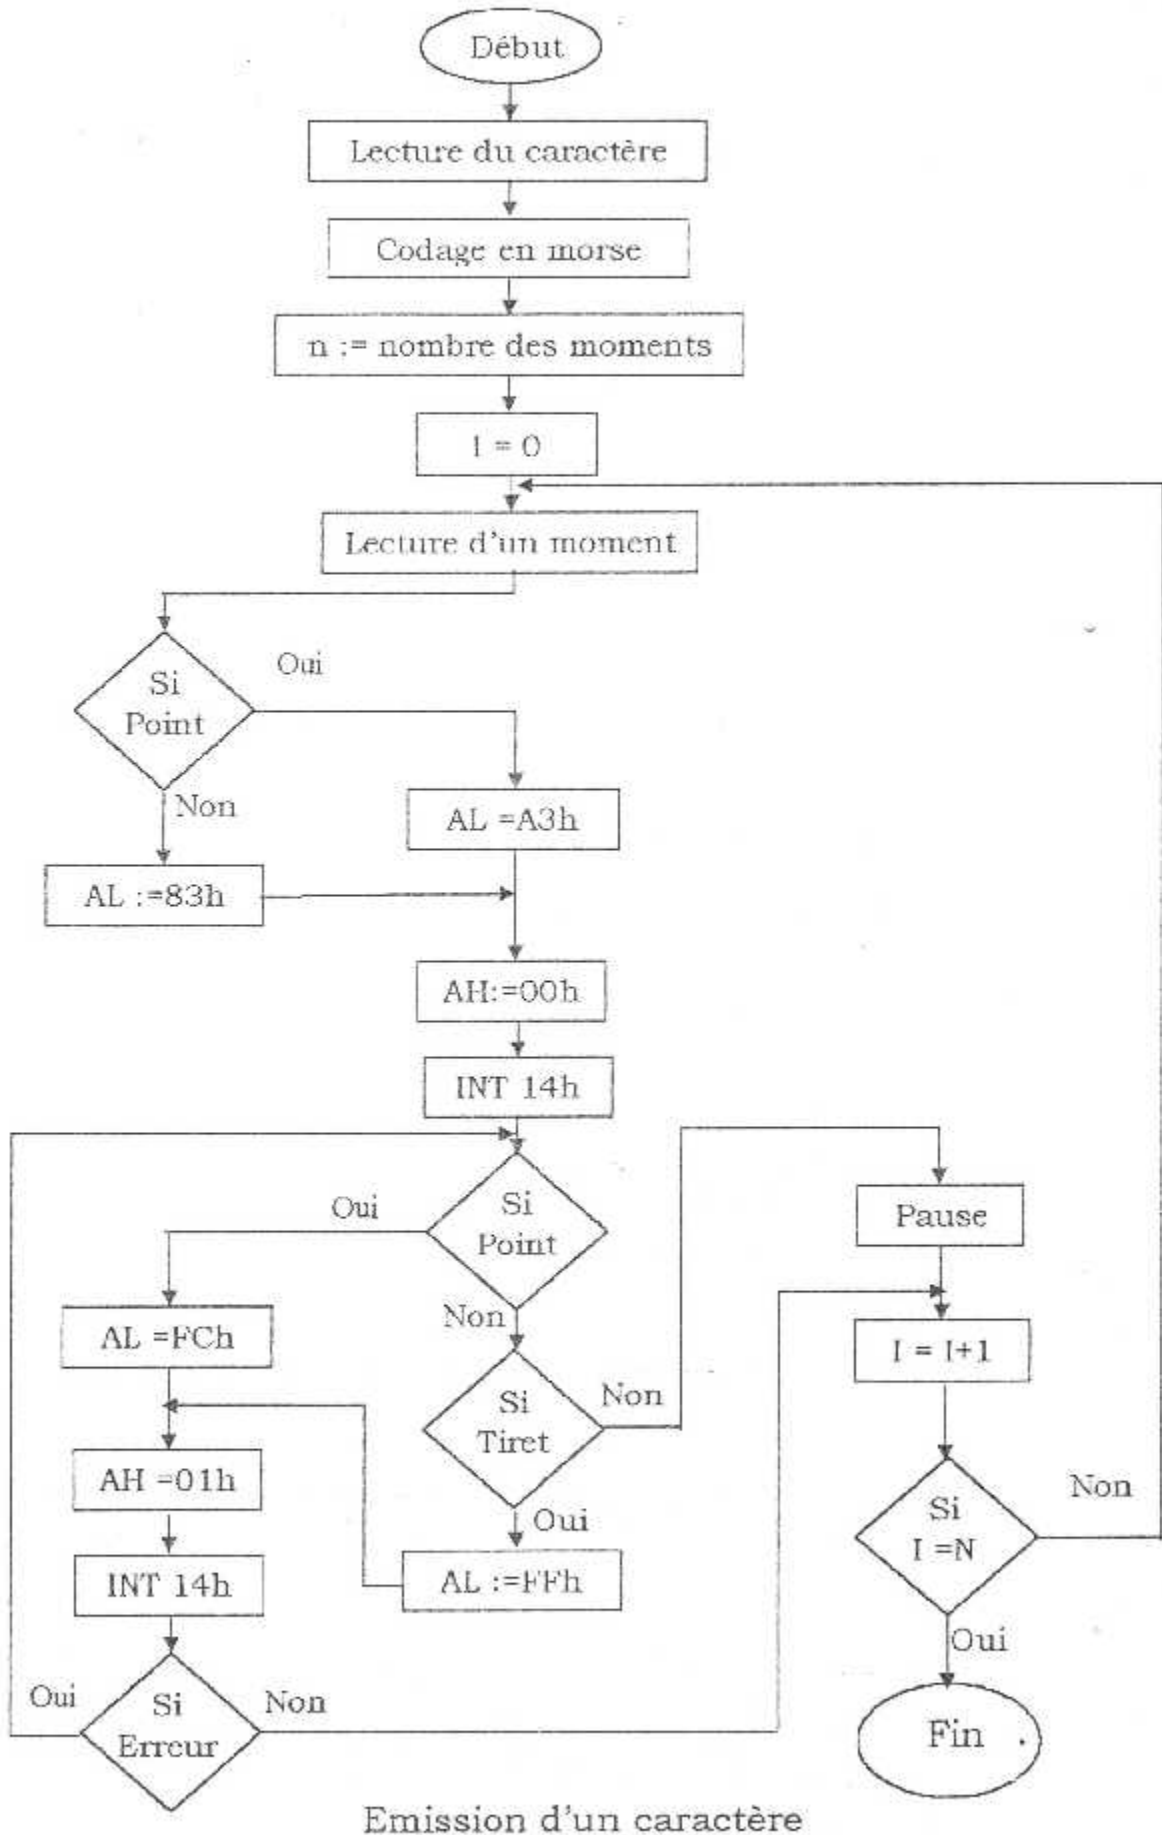 Début
Lecture du caractère
Codage en morse
n := nombre des moments
I = 0
Lecture d'un moment
Si
Point
Oui
Non
AL =A3h
AL :=83h
AH:=00h
INT 14h
Si
Point
Oui
Non
Pause
AL =FCh
I = I+1
Si
Tiret
Non
Oui
AH =01h
Si
I =N
Non
Oui
INT 14h
AL :=FFh
Si
Erreur
Oui
Non
Fin
Emission d'un caractère